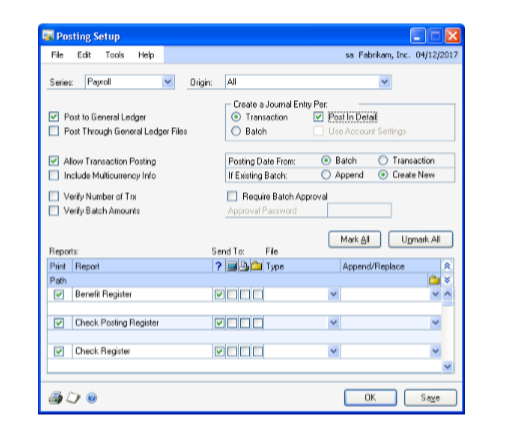 Posting Setup
File Edit Tools Help sa Fabrikam, Inc. 04/12/2017
Series: Payroll Origin: All
Create a Journal Entry Per:
Post to General Ledger Transaction Post In Detail
Post Through General Ledger Files Batch Use Account Settings
Allow Transaction Posting Posting Date From: Batch Transaction
Include Multicurrency Info If Existing Batch: Append Create New
Verify Number of Trx Require Batch Approval
Verify Batch Amounts Approval Password
Mark All Unmark All
Reports: Send To: File
Print Report ? Type Append/Replace
Path
Benefit Register
Check Posting Register
Check Register
OK Save